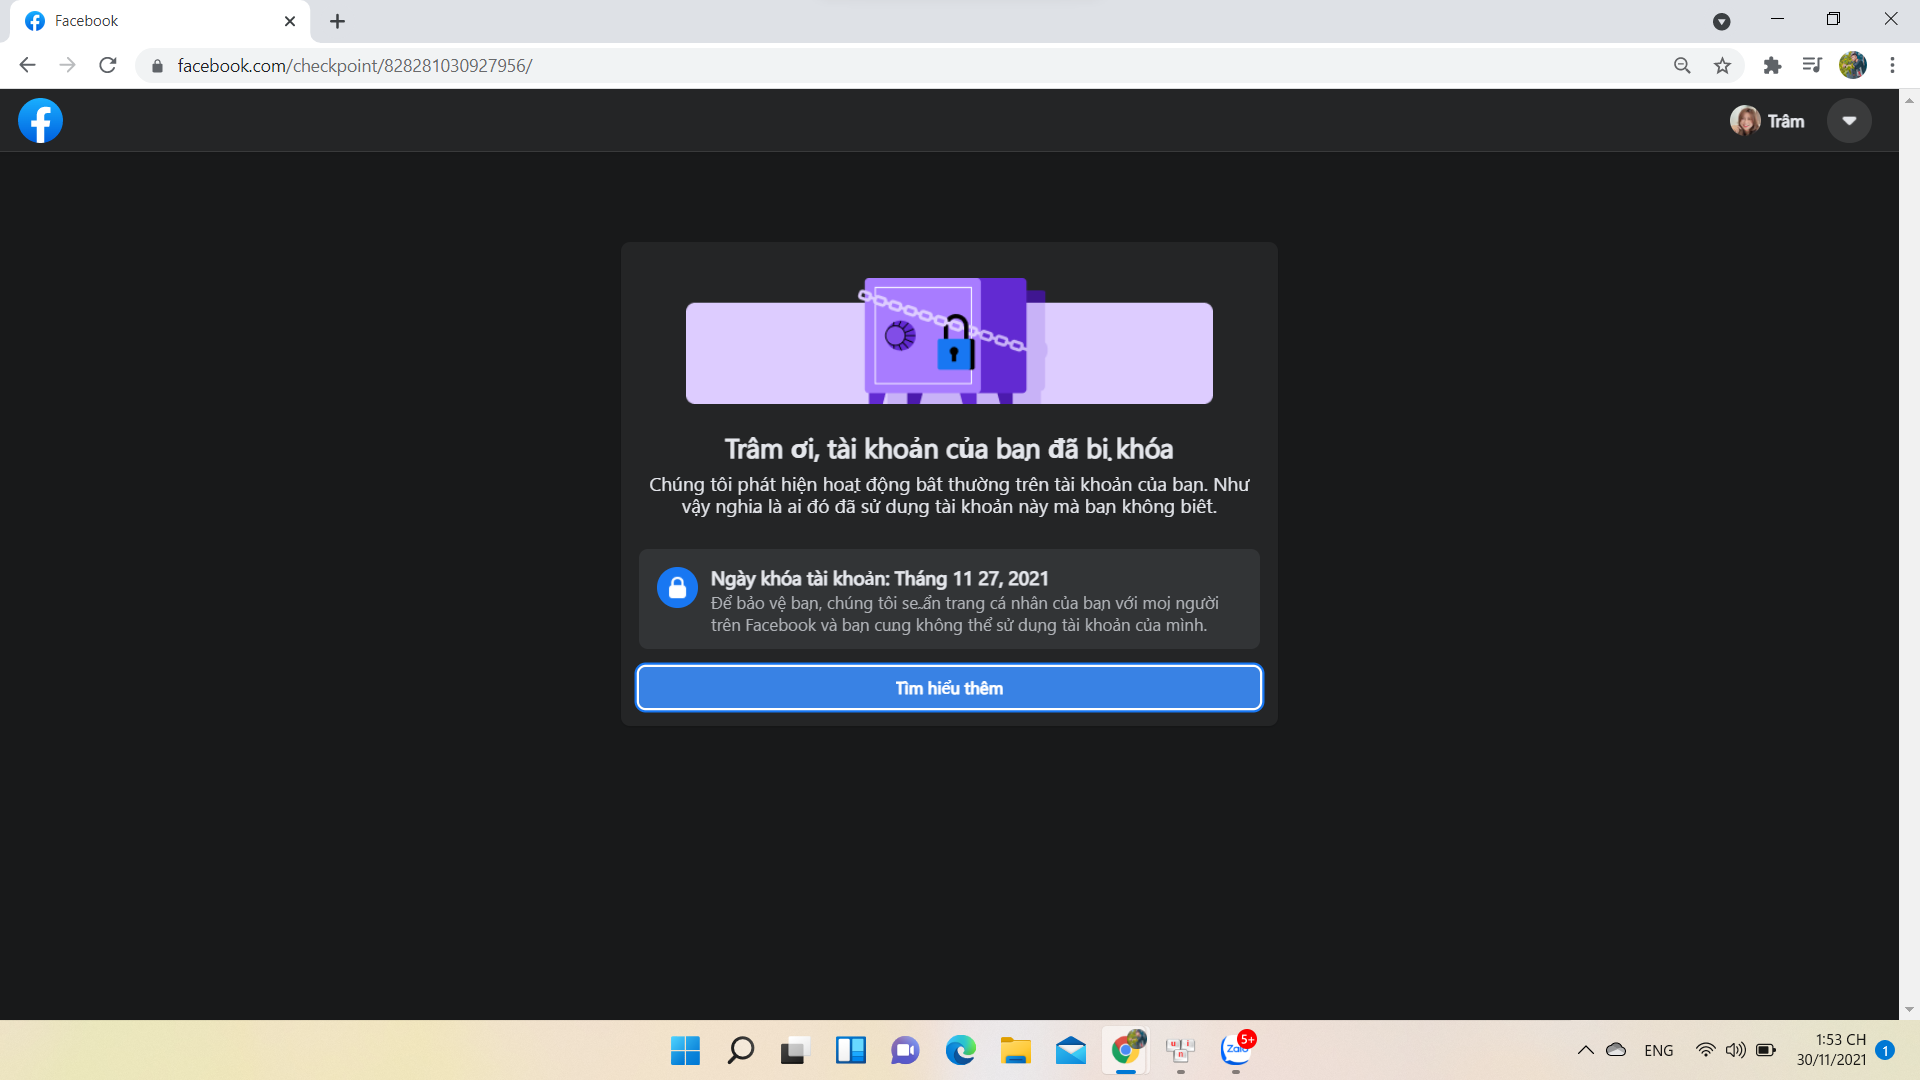 Facebook
facebook.com/checkpoint/828281030927956/
Trâm
Trâm ơi, tài khoản của bạn đã bị khóa
Chúng tôi phát hiện hoạt động bất thường trên tài khoản của bạn. Như
vậy nghĩa là ai đó đã sử dụng tài khoản này mà bạn không biết.
Ngày khóa tài khoản: Tháng 11 27, 2021
Để bảo vệ bạn, chúng tôi sẽ ẩn trang cá nhân của bạn với mọi người
trên Facebook và bạn cũng không thể sử dụng tài khoản của mình.
Tìm hiểu thêm
Zalo
5+
ENG
1:53 CH
30/11/2021
1